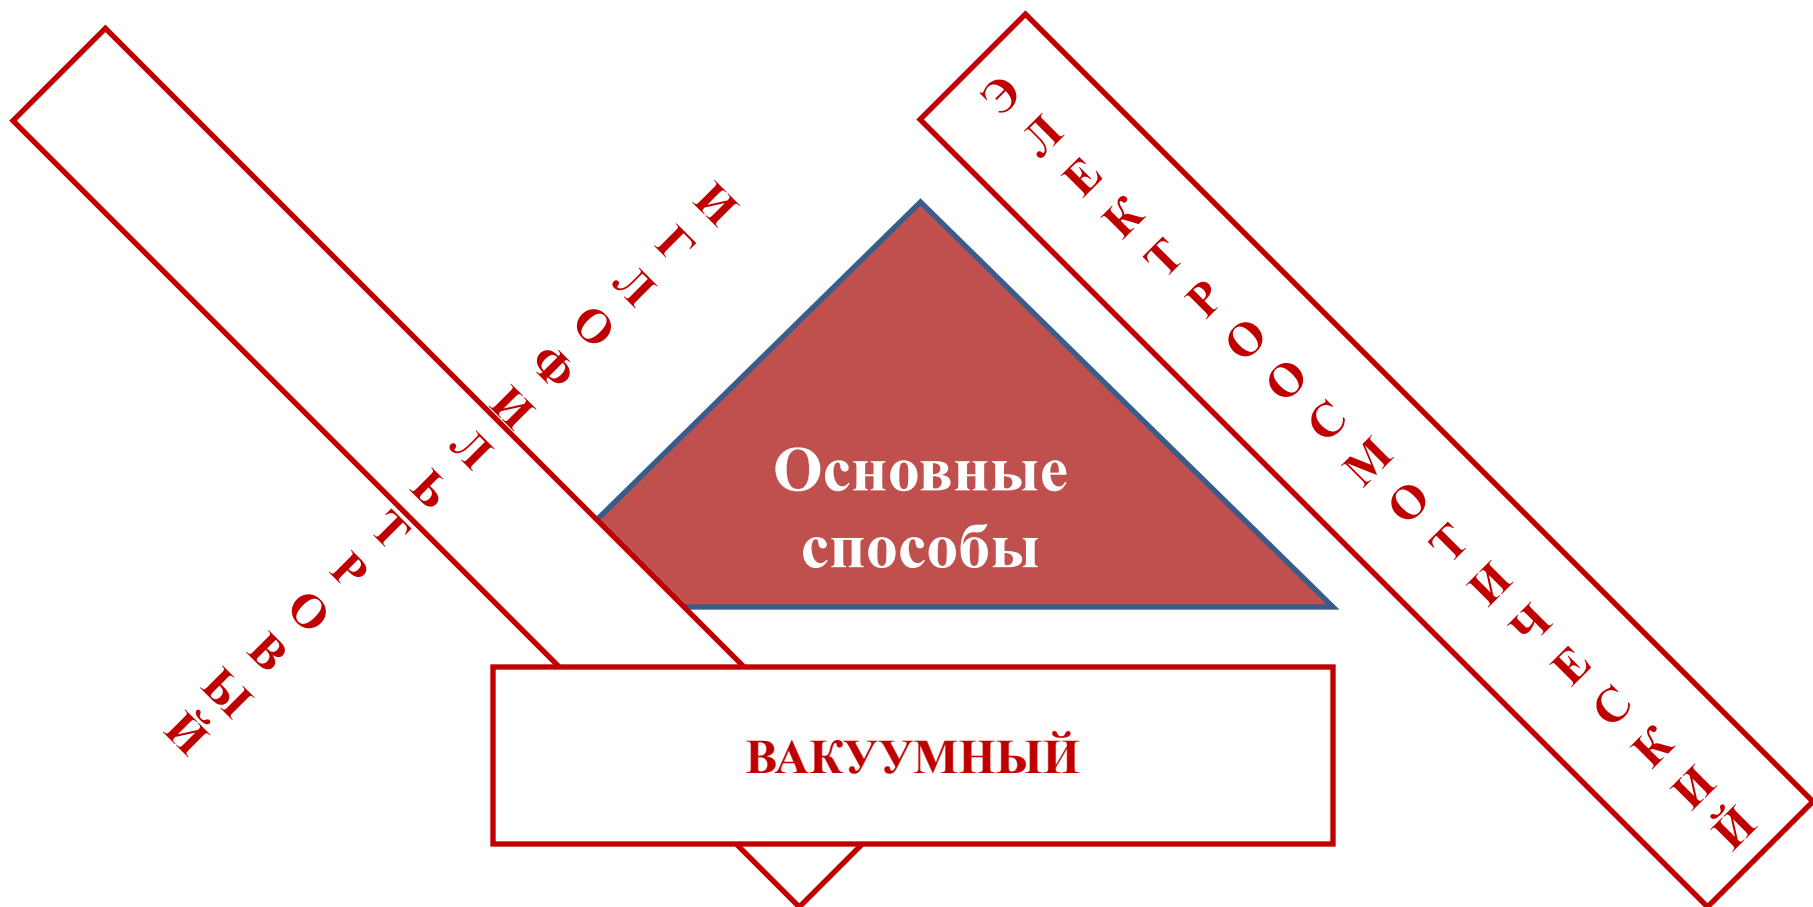 ИГЛОФИЛЬТРОВЫЙ
ЭЛЕКТРООСМОТИЧЕСКИЙ
Основные
способы
ВАКУУМНЫЙ